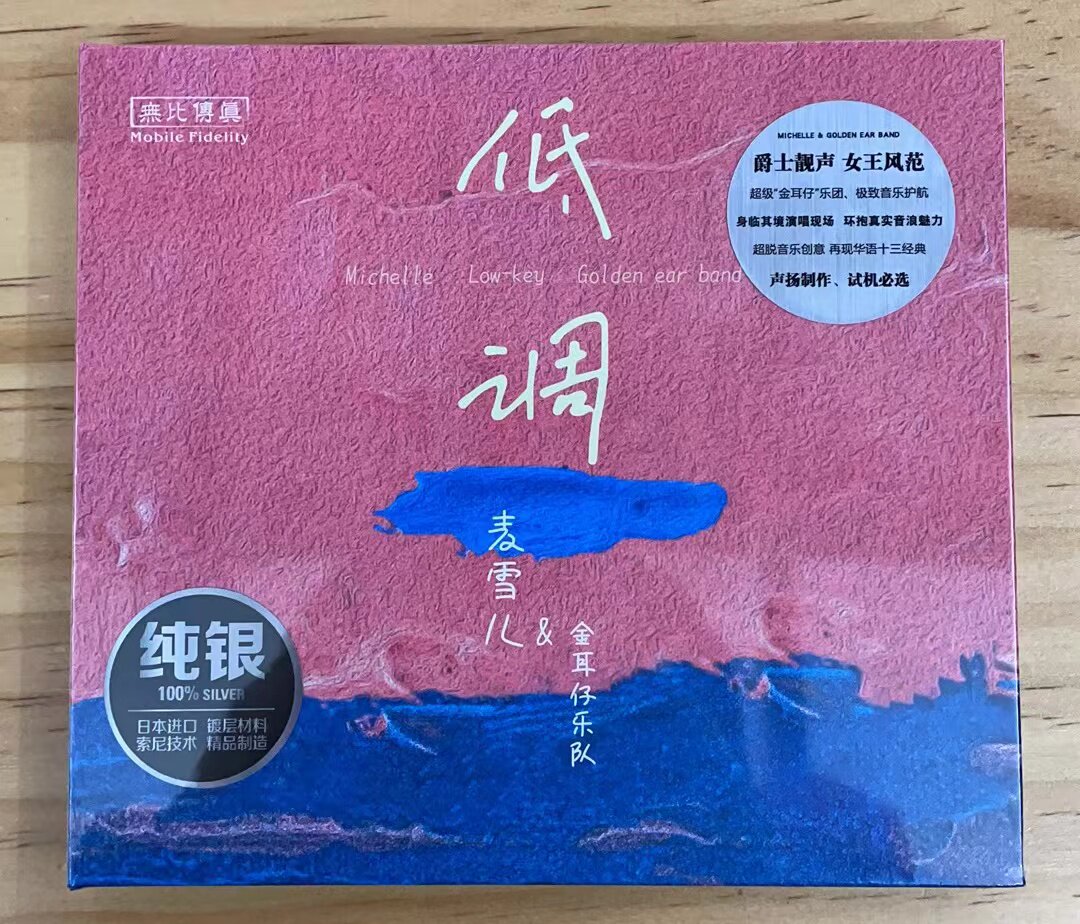 無比傳真
Mobile Fidelity
低调
Michelle Low-key Golden ear band
MICHELLE & GOLDEN EAR BAND
爵士靓声 女王风范
超级“金耳仔”乐团、极致音乐护航
身临其境演唱现场 环抱真实音浪魅力
超脱音乐创意 再现华语十三经典
声扬制作、试机必选
麦雪儿
&
金耳仔乐队
纯银
100% SILVER
日本进口 镀层材料
索尼技术 精品制造